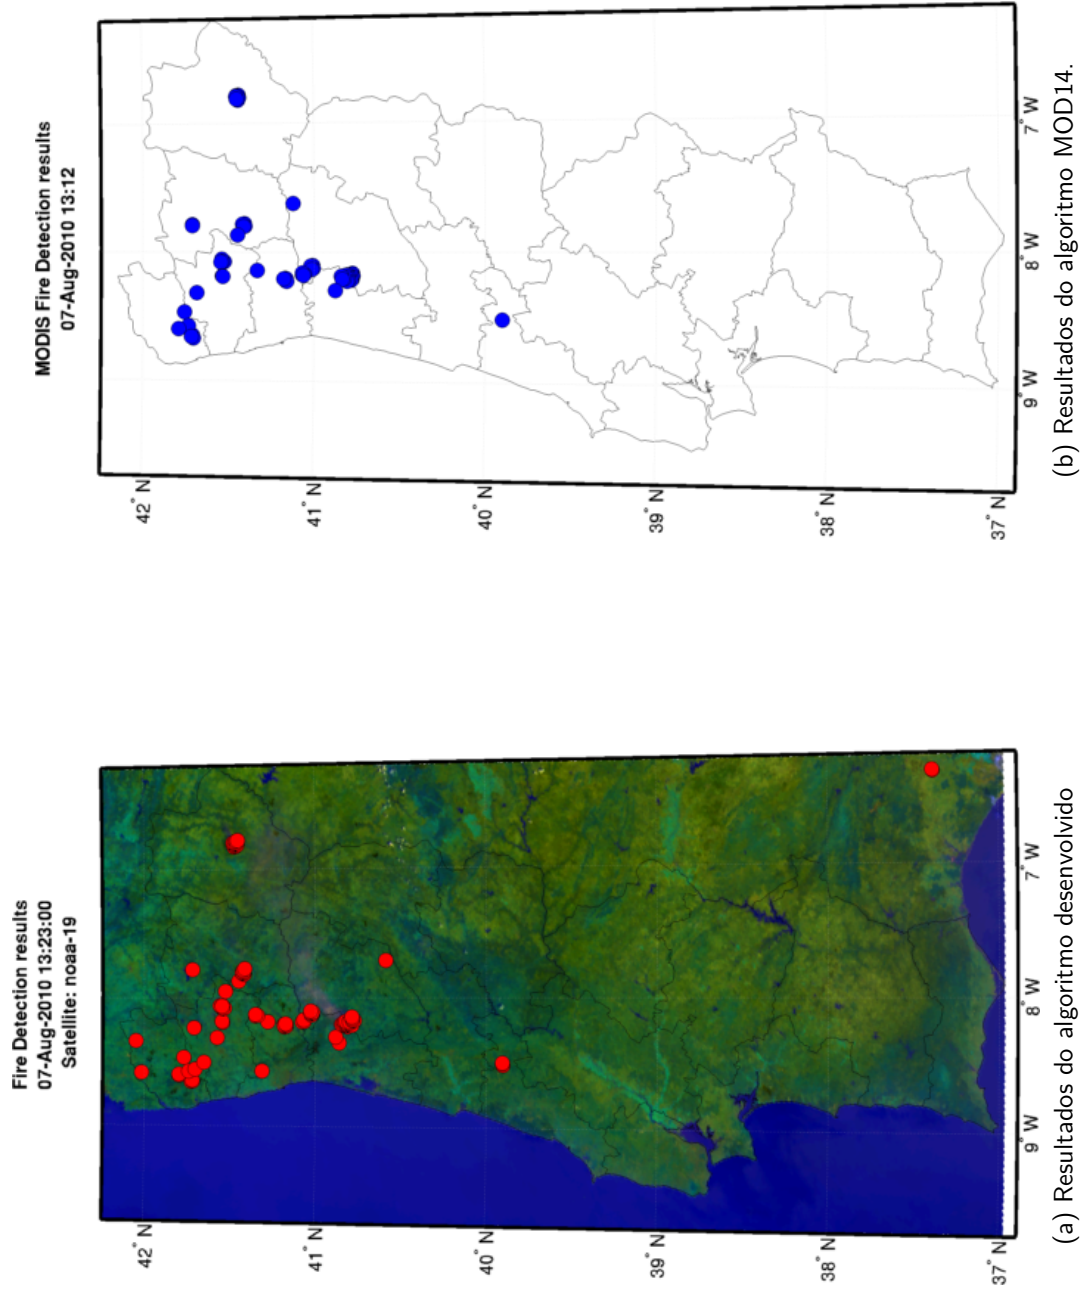 Fire Detection results
07-Aug-2010 13:23:00
Satellite: noaa-19
42° N
41° N
40° N
39° N
38° N
37° N
9° W
8° W
7° W
(a) Resultados do algoritmo desenvolvido
MODIS Fire Detection results
07-Aug-2010 13:12
42° N
41° N
40° N
39° N
38° N
37° N
9° W
8° W
7° W
(b) Resultados do algoritmo MOD14.